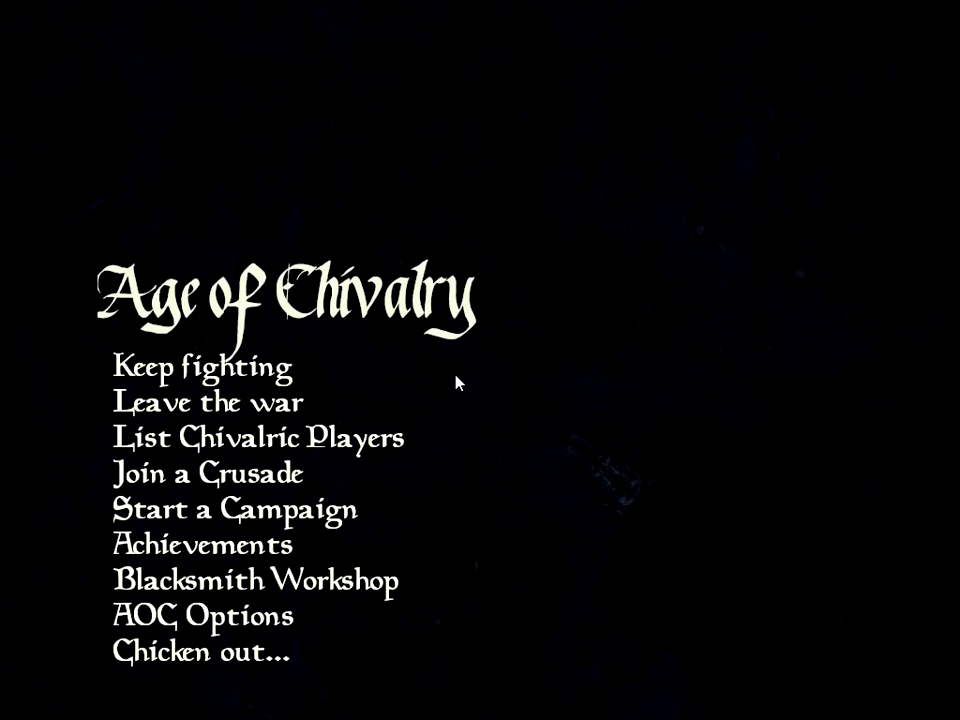 Age of Chivalry
Keep fighting
Leave the war
List Chivalric Players
Join a Crusade
Start a Campaign
Achievements
Blacksmith Workshop
AOC Options
Chicken out...